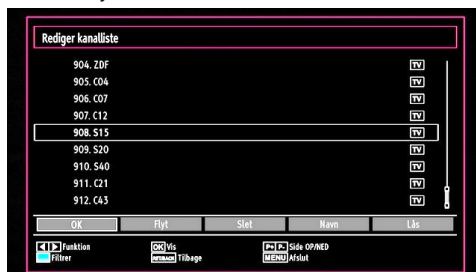 Rediger kanalliste
904. ZDF TV
905. C04 TV
906. C07 TV
907. C12 TV
908. S15 TV
909. S20 TV
910. S40 TV
911. C21 TV
912. C43 TV
OK Flyt Slet Navn Lås
Funktion OK Vis P+ P- Side OP/NED
Filtrer Tilbage MENU Afslut